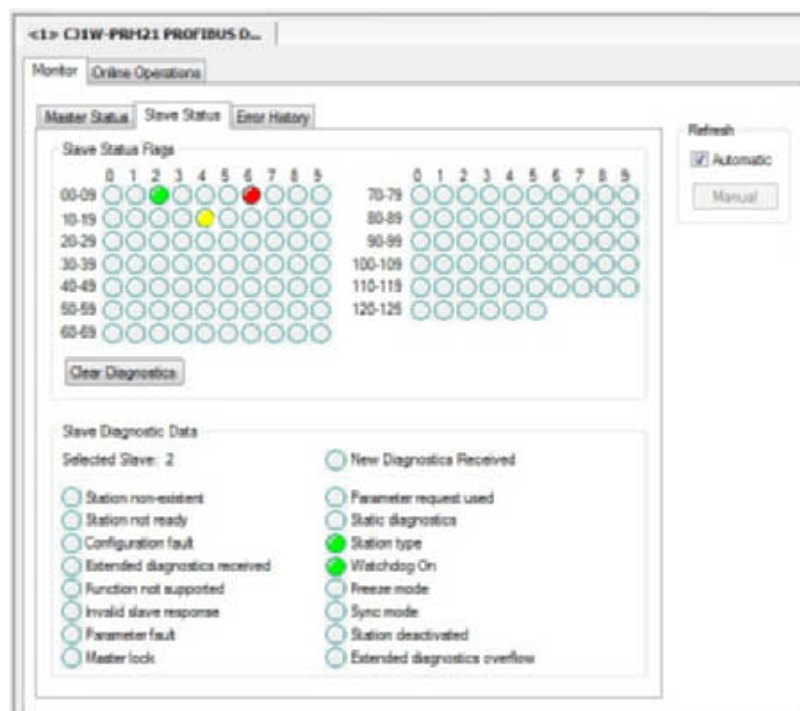 <1> CJ1W-PRM21 PROFIBUS D...
Monitor Online Operations
Master Status Slave Status Error History
Refresh
Automatic
Manual
Slave Status Flags
0 1 2 3 4 5 6 7 8 9
00-09
10-19
20-29
30-39
40-49
50-59
60-69
0 1 2 3 4 5 6 7 8 9
70-79
80-89
90-99
100-109
110-119
120-125
Clear Diagnostics
Slave Diagnostic Data
Selected Slave: 2
New Diagnostics Received
Station non-existent
Station not ready
Configuration fault
Extended diagnostics received
Function not supported
Invalid slave response
Parameter fault
Master lock
Parameter request used
Static diagnostics
Station type
Watchdog On
Freeze mode
Sync mode
Station deactivated
Extended diagnostics overflow